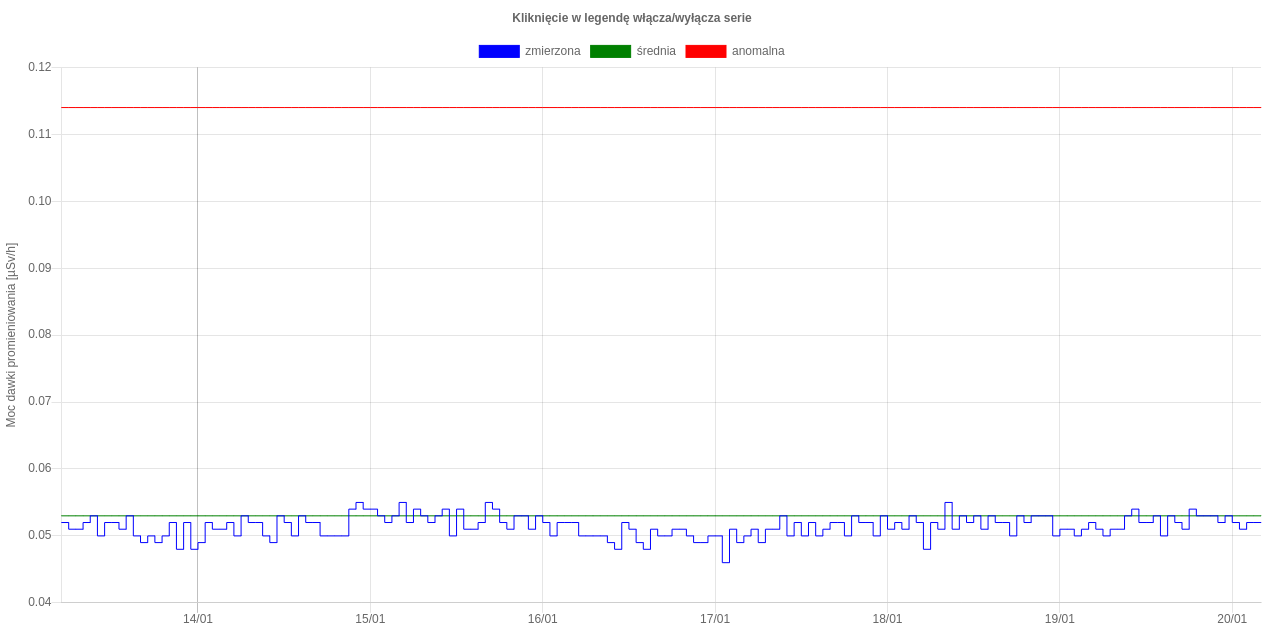 Kliknięcie w legendę włącza/wyłącza serie
zmierzona średnia anomalna
Moc dawki promieniowania [µSv/h]
0.12
0.11
0.10
0.09
0.08
0.07
0.06
0.05
0.04
14/01 15/01 16/01 17/01 18/01 19/01 20/01